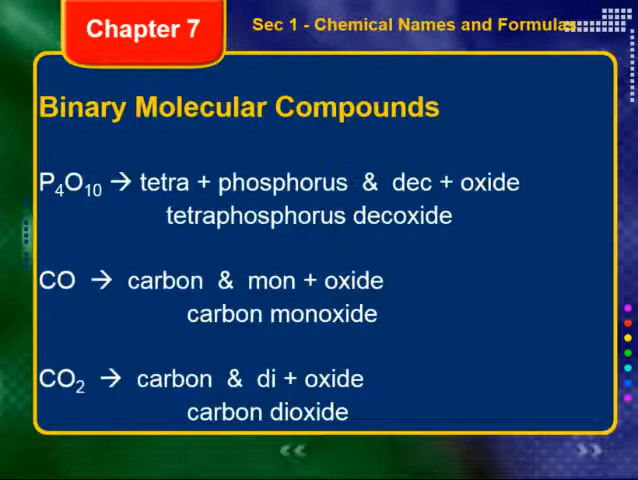 Chapter 7
Sec 1 - Chemical Names and Formulas
Binary Molecular Compounds
P₄O₁₀ → tetra + phosphorus & dec + oxide
tetraphosphorus decoxide
CO → carbon & mon + oxide
carbon monoxide
CO₂ → carbon & di + oxide
carbon dioxide